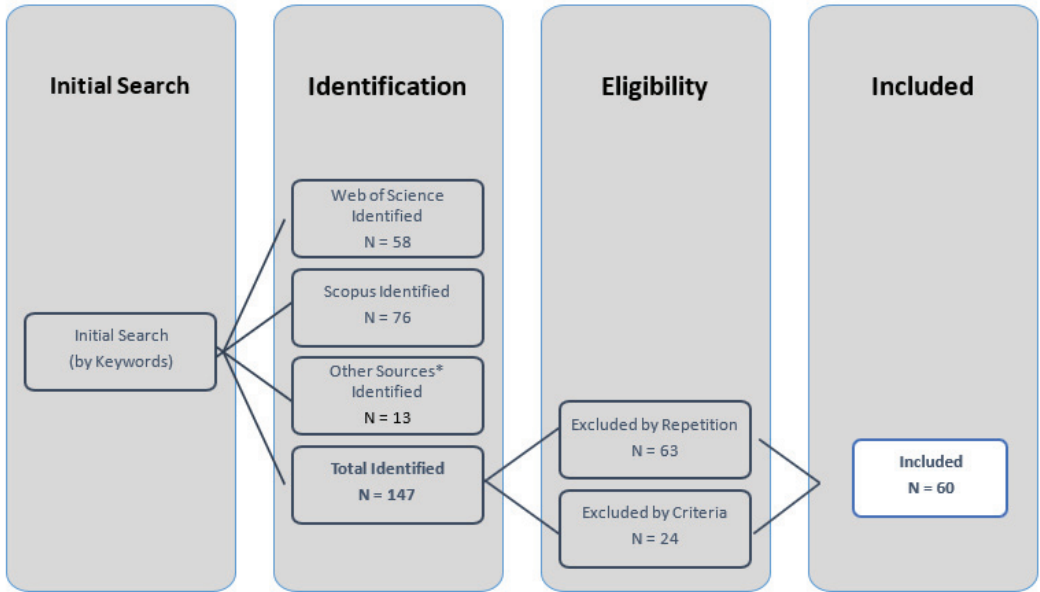 Initial Search
Identification
Eligibility
Included
Initial Search
(by Keywords)
Web of Science
Identified
N = 58
Scopus Identified
N = 76
Other Sources*
Identified
N = 13
Total Identified
N = 147
Excluded by Repetition
N = 63
Excluded by Criteria
N = 24
Included
N = 60